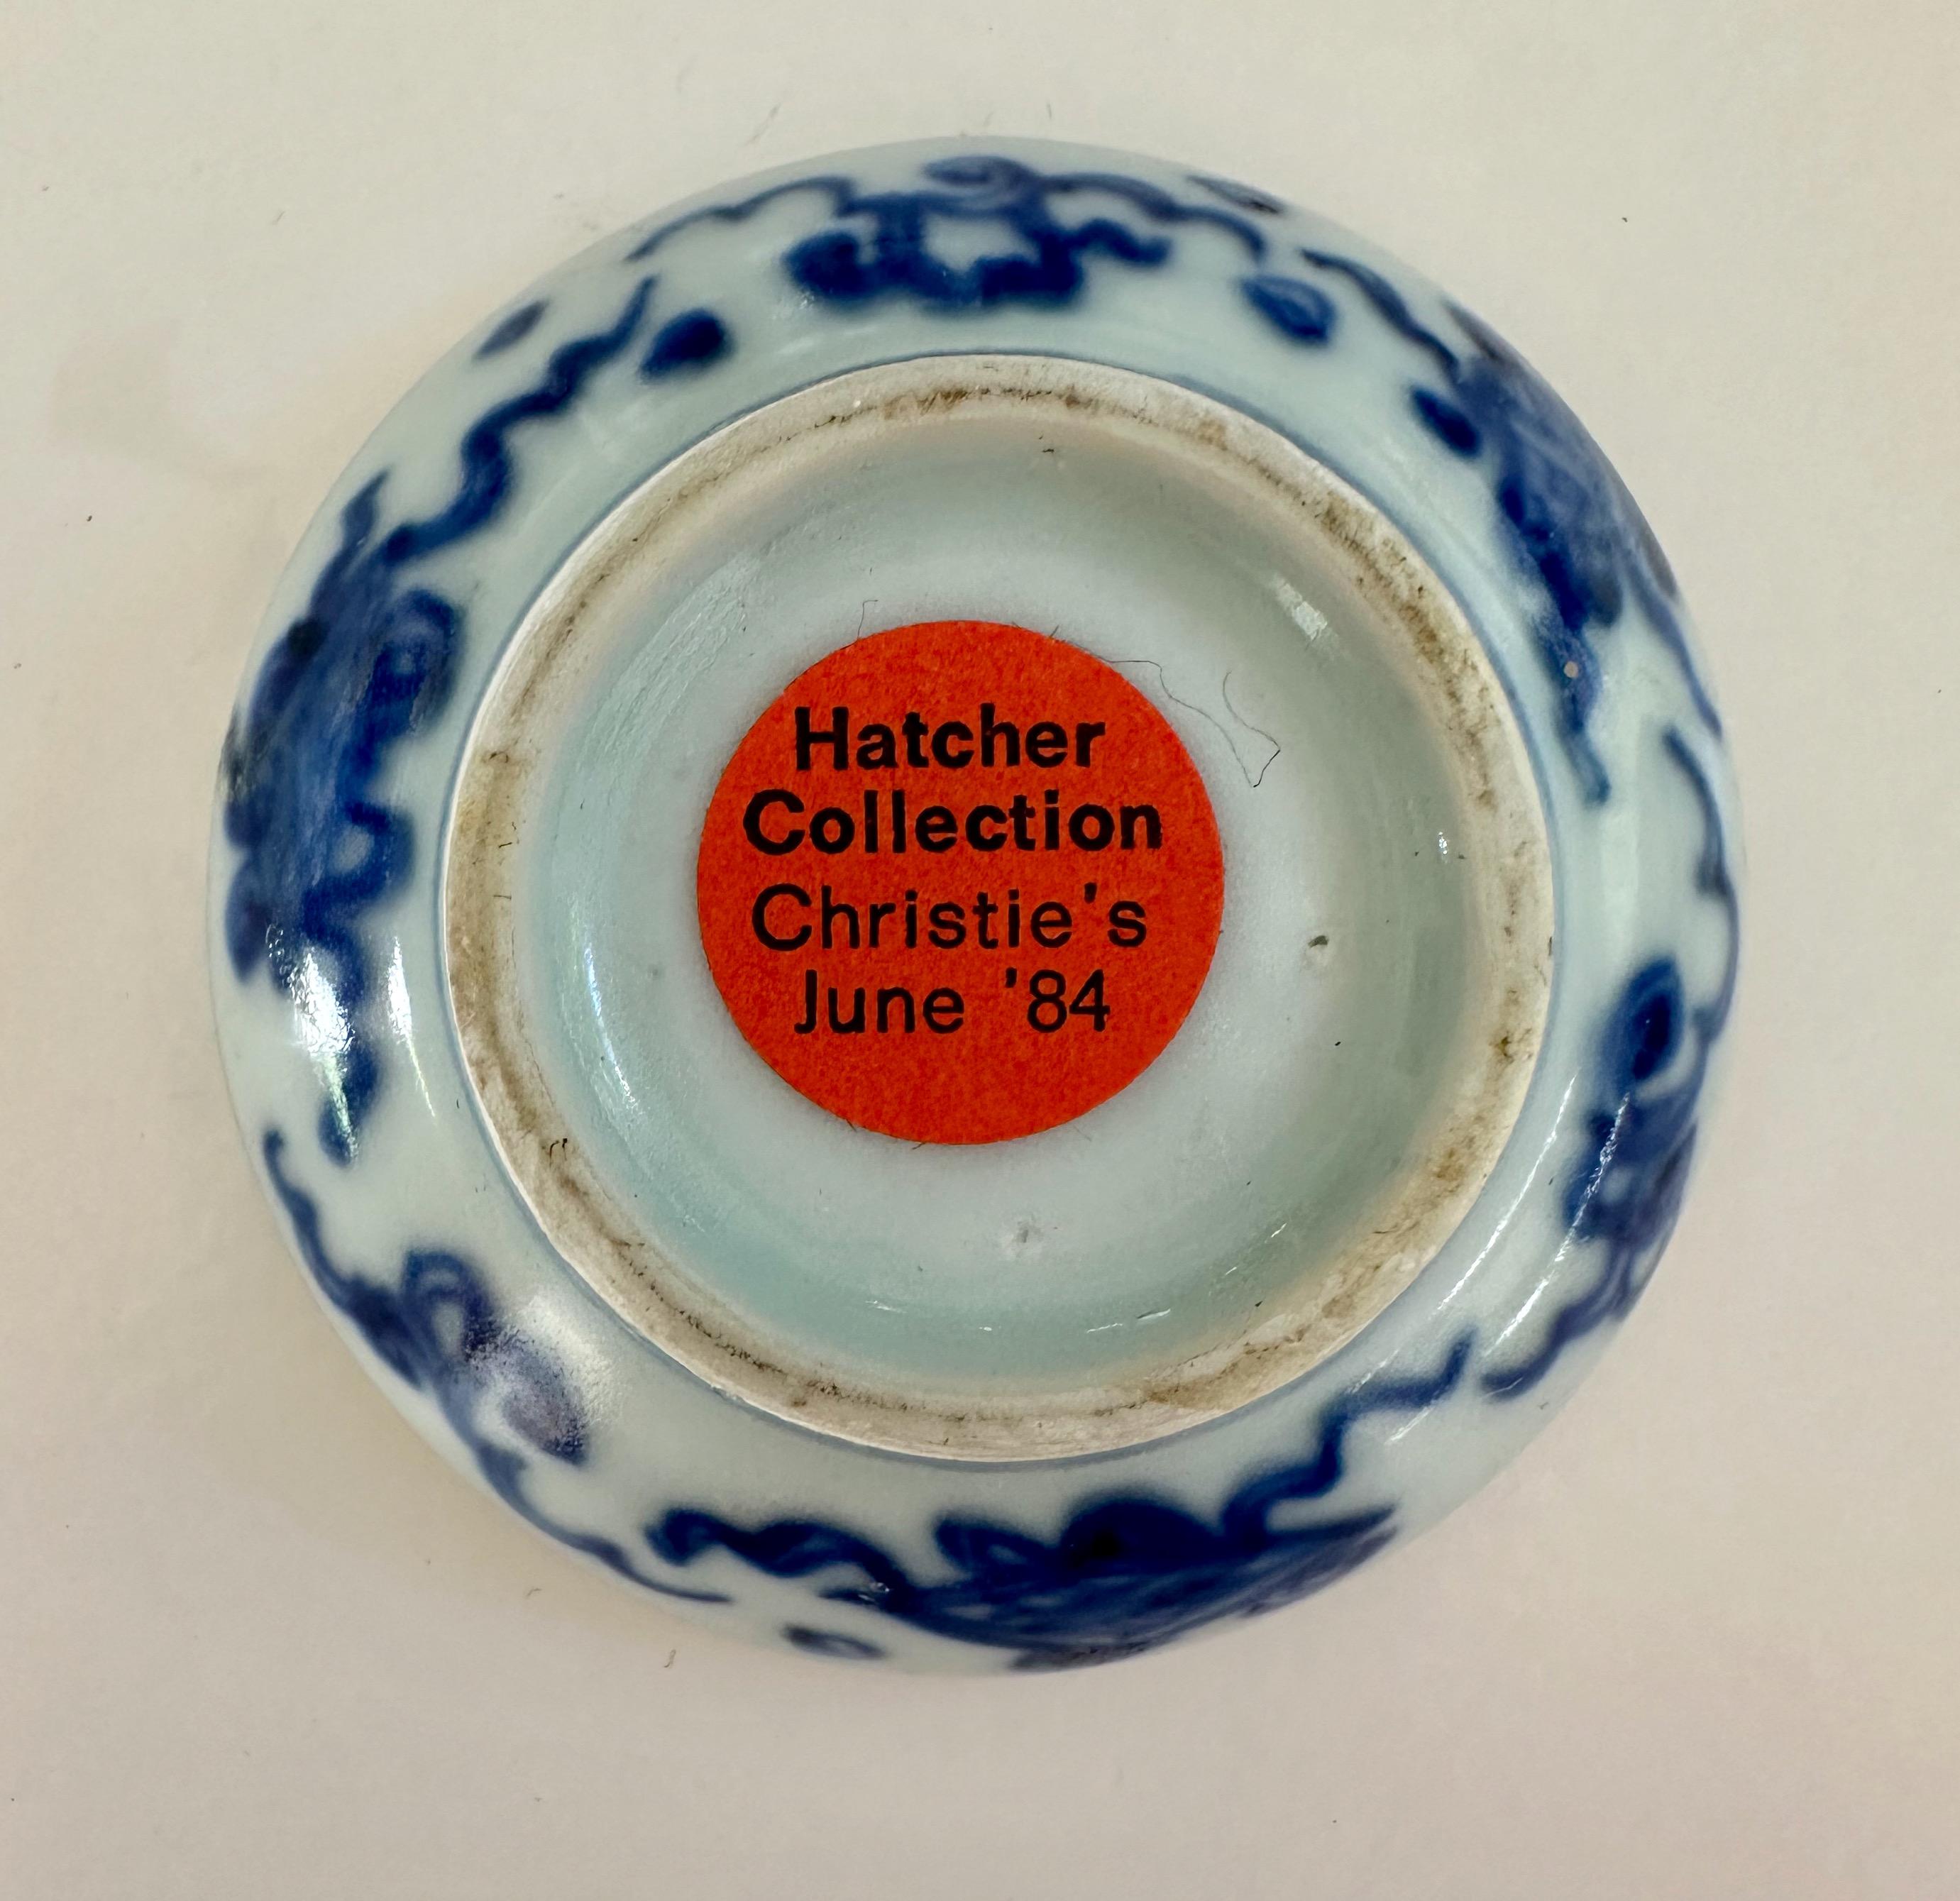 Hatcher
Collection
Christie's
June '84